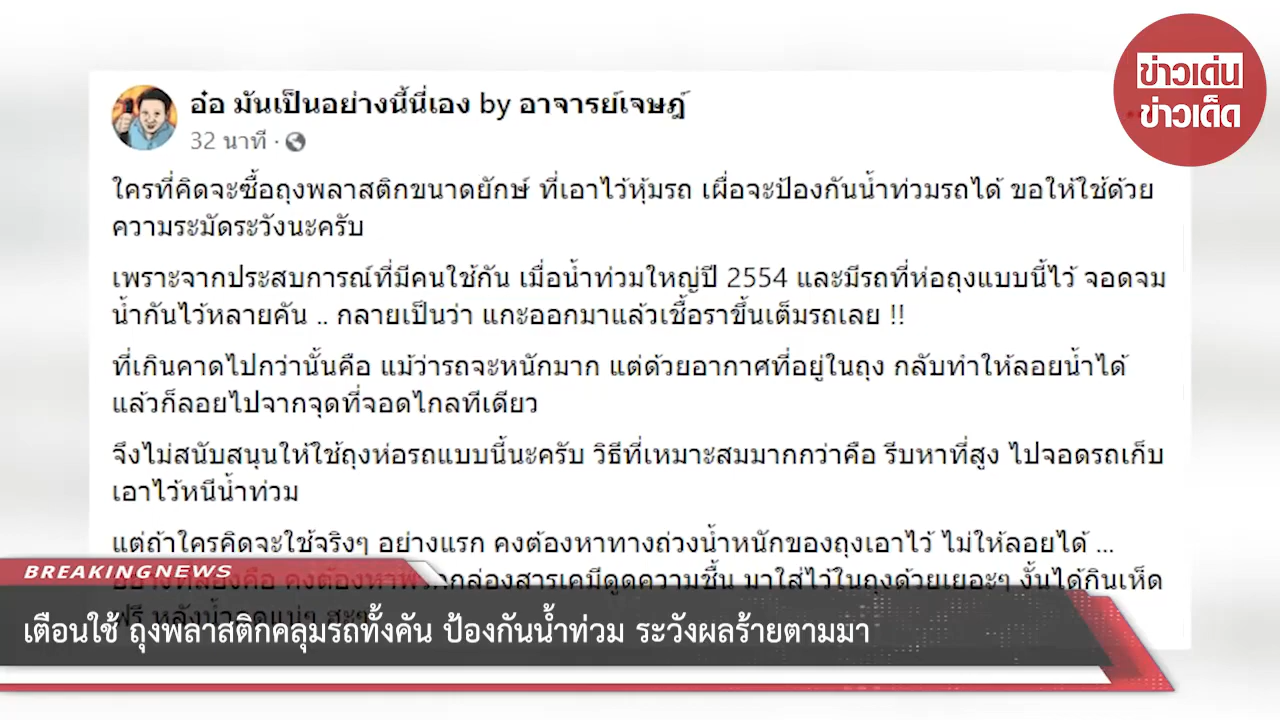 ข่าวเด่น
ข่าวเด็ด
อ๋อ มันเป็นอย่างนี้นี่เอง by อาจารย์เจษฎ์
32 นาที ·
ใครที่คิดจะซื้อถุงพลาสติกขนาดยักษ์ ที่เอาไว้หุ้มรถ เผื่อจะป้องกันน้ำท่วมรถได้ ขอให้ใช้ด้วย
ความระมัดระวังนะครับ
เพราะจากประสบการณ์ที่มีคนใช้กัน เมื่อน้ำท่วมใหญ่ปี 2554 และมีรถที่ห่อถุงแบบนี้ไว้ จอดจม
น้ำกันไว้หลายคัน .. กลายเป็นว่า แกะออกมาแล้วเชื้อราขึ้นเต็มรถเลย !!
ที่เกินคาดไปกว่านั้นคือ แม้ว่ารถจะหนักมาก แต่ด้วยอากาศที่อยู่ในถุง กลับทำให้ลอยน้ำได้
แล้วก็ลอยไปจากจุดที่จอดไกลทีเดียว
จึงไม่สนับสนุนให้ใช้ถุงห่อรถแบบนี้นะครับ วิธีที่เหมาะสมมากกว่าคือ รีบหาที่สูง ไปจอดรถเก็บ
เอาไว้หนีน้ำท่วม
แต่ถ้าใครคิดจะใช้จริงๆ อย่างแรก คงต้องหาทางถ่วงน้ำหนักของถุงเอาไว้ ไม่ให้ลอยได้ ...
คงต้องหาพวกกล่องสารเคมีดูดความชื้น มาใส่ไว้ในถุงด้วยเยอะๆ งั้นได้กินเห็ด
BREAKING NEWS
เตือนใช้ ถุงพลาสติกคลุมรถทั้งคัน ป้องกันน้ำท่วม ระวังผลร้ายตามมา